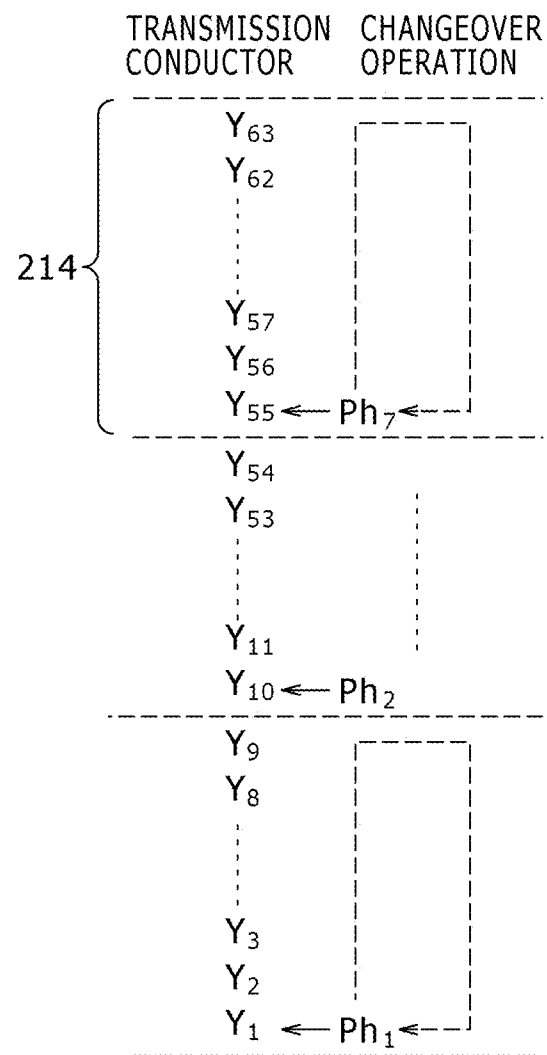 TRANSMISSION CHANGEOVER
CONDUCTOR OPERATION
Y63
Y62
214
Y57
Y56
Y55 Ph7
Y54
Y53
Y11
Y10 Ph2
Y9
Y8
Y3
Y2
Y1 Ph1